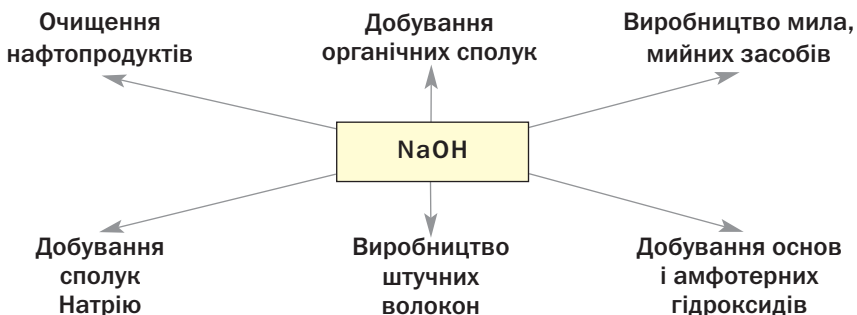 Очищення
нафтопродуктів
Добування
органічних сполук
Виробництво мила,
мийних засобів
NaOH
Добування
сполук
Натрію
Виробництво
штучних
волокон
Добування основ
і амфотерних
гідроксидів